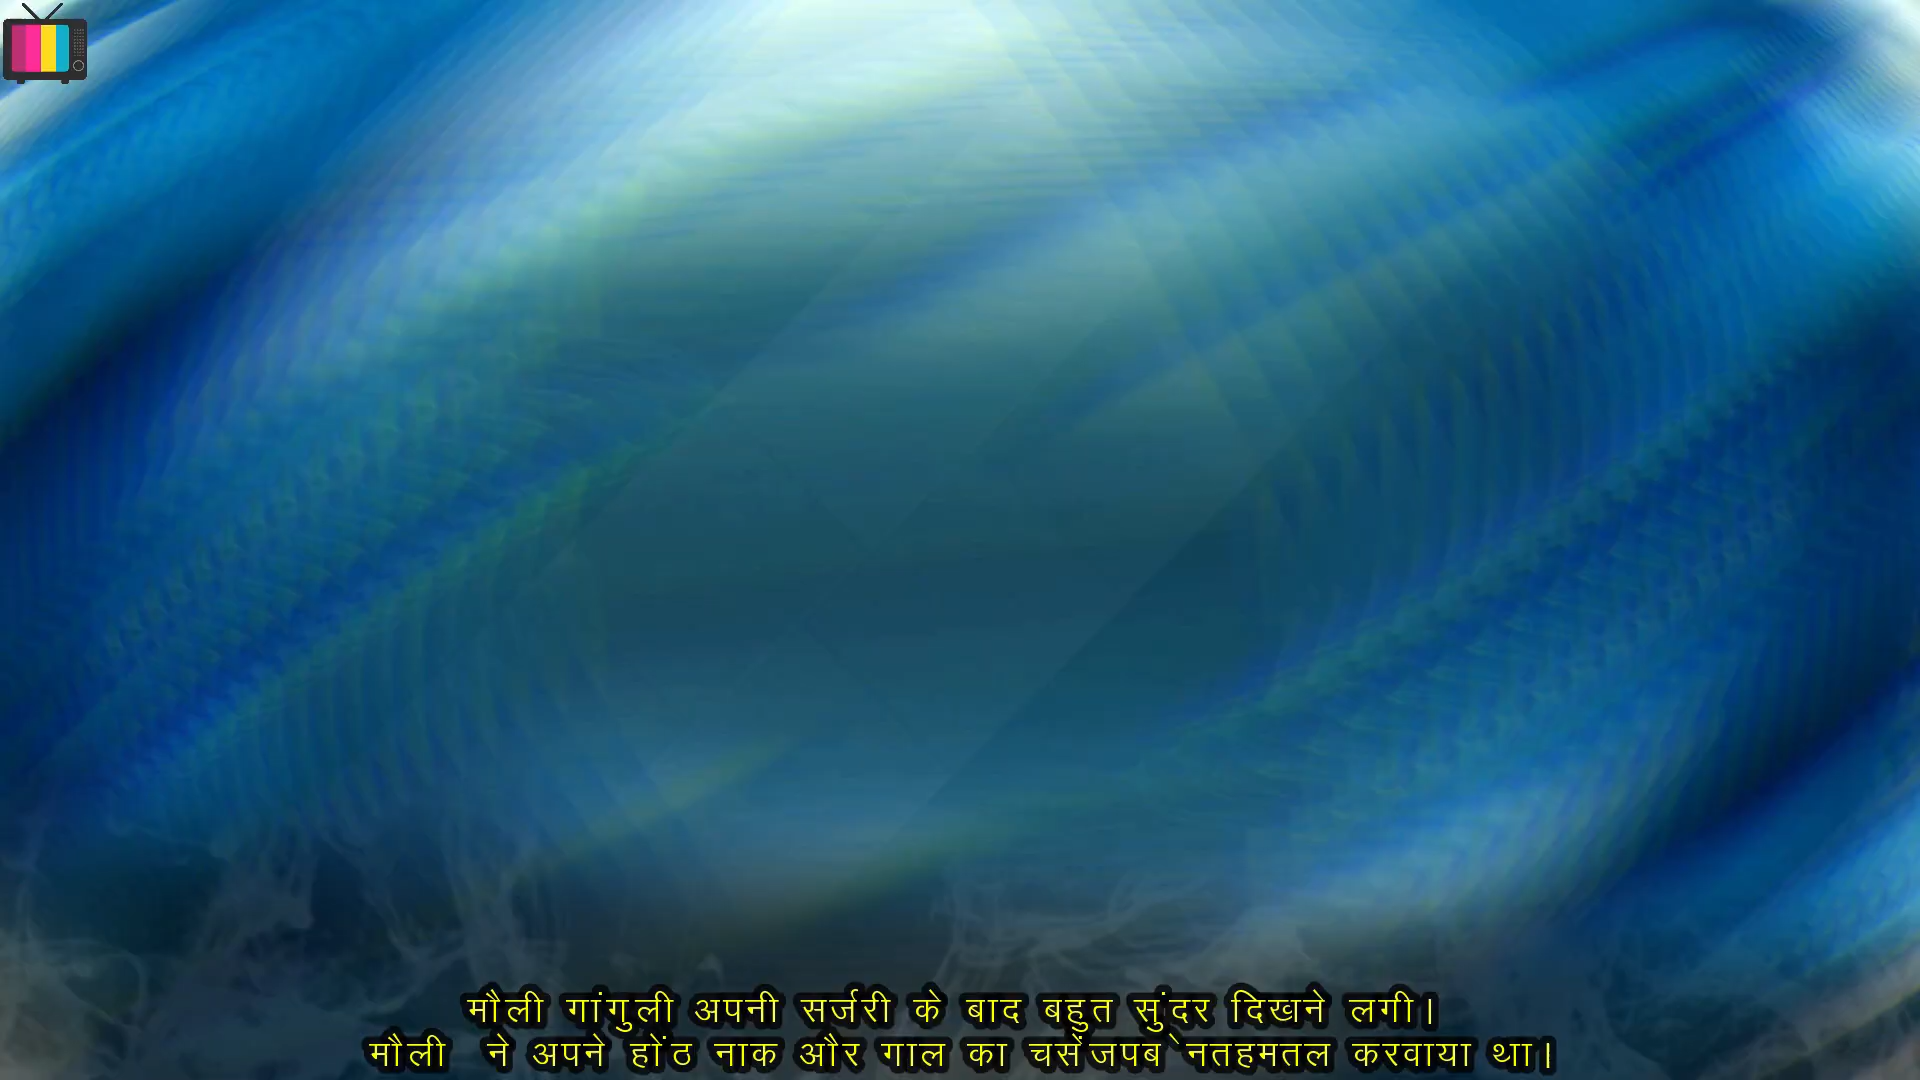 मौली गांगुली अपनी सर्जरी के बाद बहुत सुंदर दिखने लगी।
मौली ने अपने होंठ नाक और गाल का चसेंजपब`नतहमतल करवाया था।